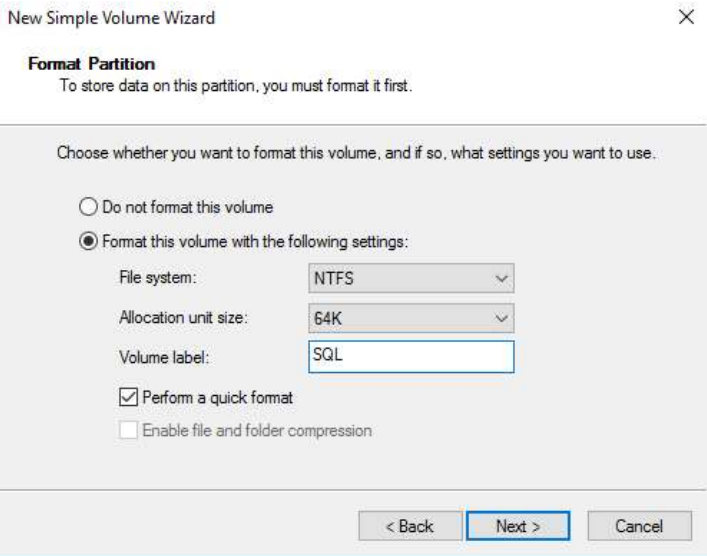 New Simple Volume Wizard
Format Partition
To store data on this partition, you must format it first.
Choose whether you want to format this volume, and if so, what settings you want to use.
Do not format this volume
Format this volume with the following settings:
File system: NTFS
Allocation unit size: 64K
Volume label: SQL
Perform a quick format
Enable file and folder compression
< Back Next > Cancel